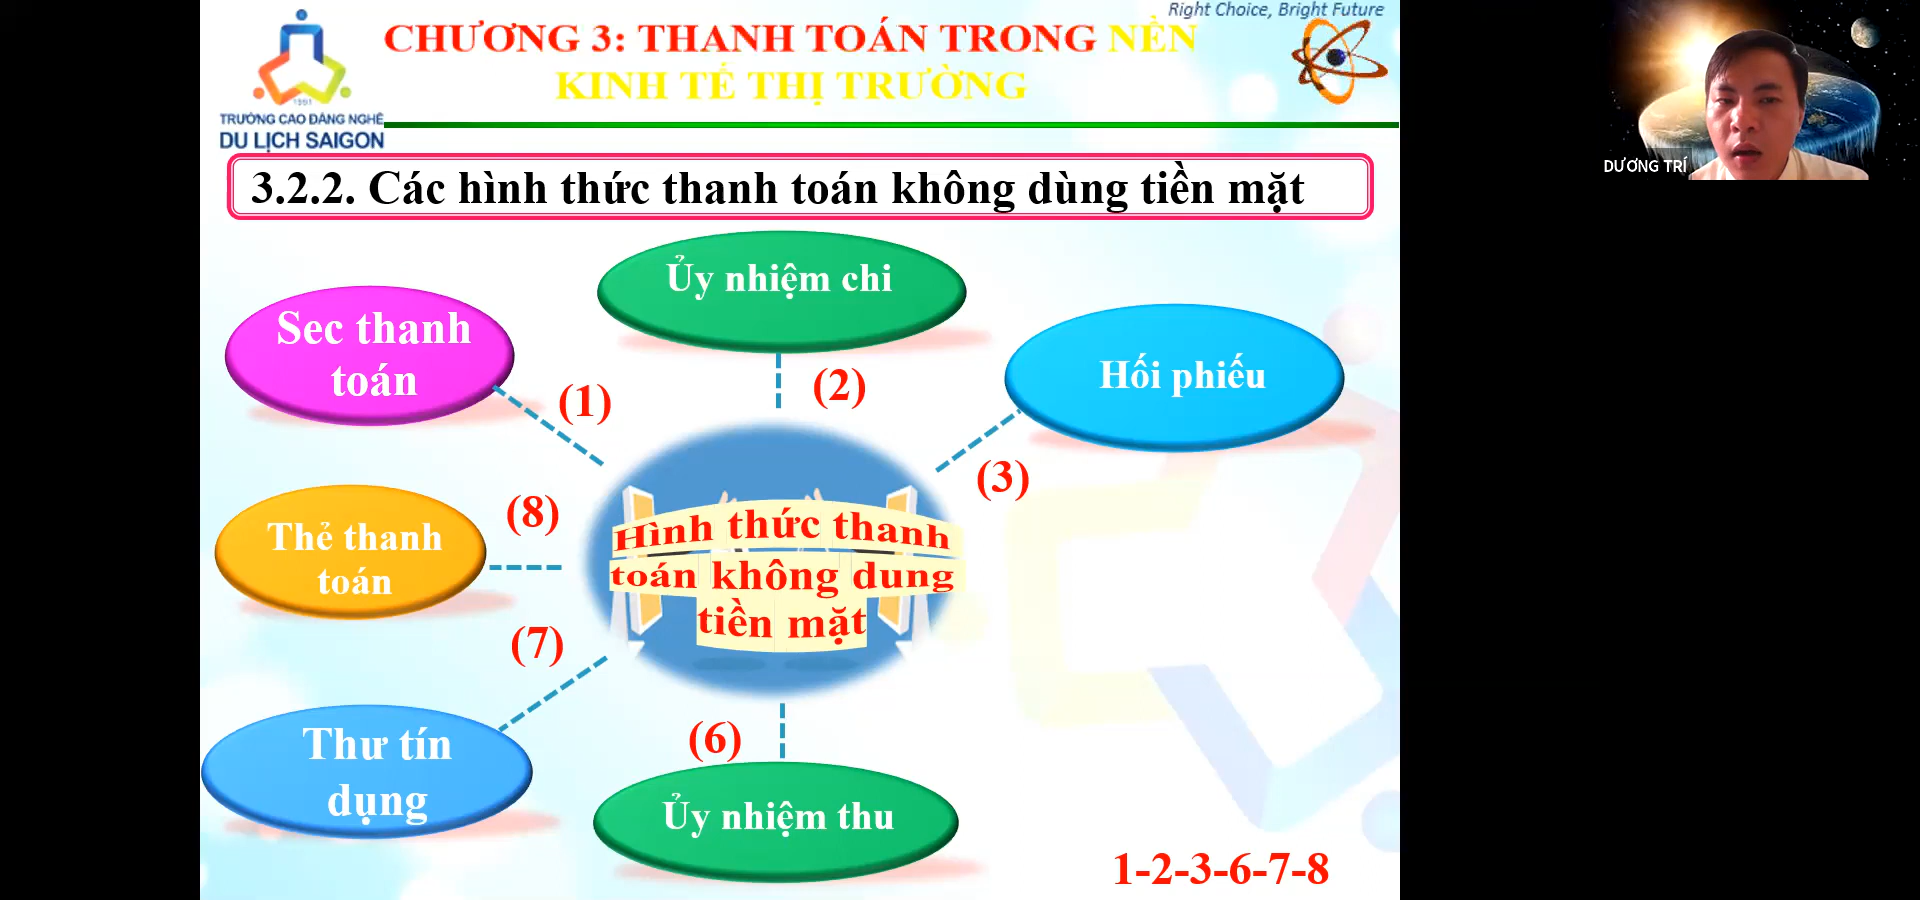 Right Choice, Bright Future
CHƯƠNG 3: THANH TOÁN TRONG NỀN
KINH TẾ THỊ TRƯỜNG
1991
TRƯỜNG CAO ĐẲNG NGHỀ
DU LỊCH SAIGON
DƯƠNG TRÍ
3.2.2. Các hình thức thanh toán không dùng tiền mặt
Ủy nhiệm chi
Sec thanh
toán
Hối phiếu
(1)
(2)
(3)
(8)
Thẻ thanh
toán
Hình thức thanh
toán không dung
tiền mặt
(7)
Thư tín
dụng
(6)
Ủy nhiệm thu
1-2-3-6-7-8